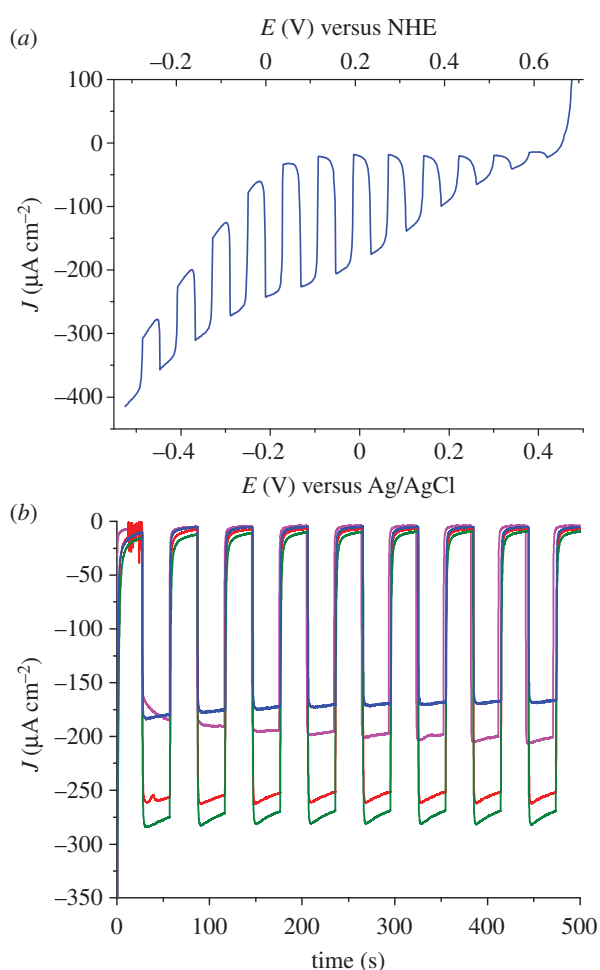 (a)
E (V) versus NHE
−0.2 0 0.2 0.4 0.6
100
0
−100
−200
−300
−400
J (µA cm⁻²)
−0.4 −0.2 0 0.2 0.4
E (V) versus Ag/AgCl
(b)
0
−50
−100
−150
−200
−250
−300
−350
J (µA cm⁻²)
0 100 200 300 400 500
time (s)